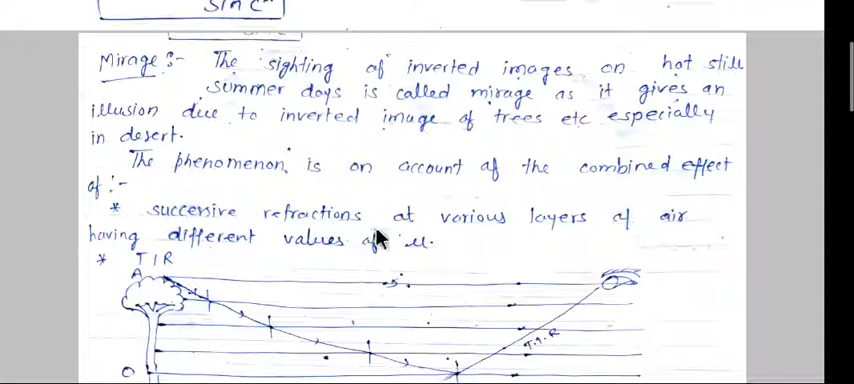 Sin C
Mirage :- The sighting of inverted images on hot still
summer days is called mirage as it gives an
illusion due to inverted image of trees etc especially
in desert.
The phenomenon is on account of the combined effect
of :-
* successive refractions at various layers of air
having different values of 'μ.
* TIR
A
T.I.R
O